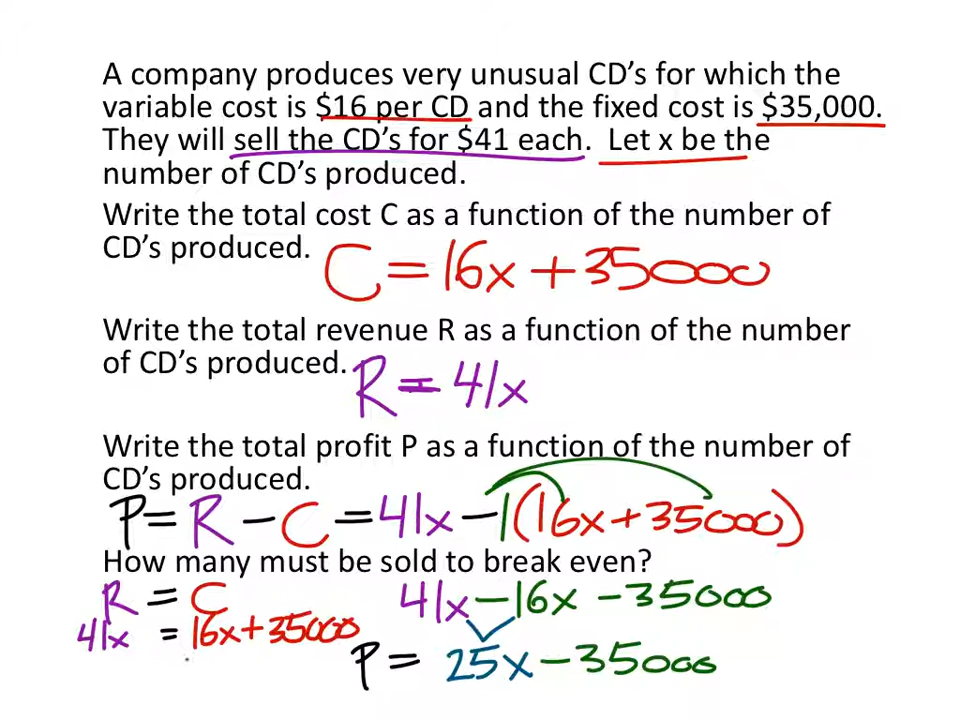 A company produces very unusual CD's for which the
variable cost is $16 per CD and the fixed cost is $35,000.
They will sell the CD's for $41 each. Let x be the
number of CD's produced.
Write the total cost C as a function of the number of
CD's produced.
C = 16x + 35000
Write the total revenue R as a function of the number
of CD's produced.
R = 41x
Write the total profit P as a function of the number of
CD's produced.
P = R - C = 41x - 1(16x + 35000)
How many must be sold to break even?
R = C
41x - 16x - 35000
41x = 16x + 35000
P = 25x - 35000